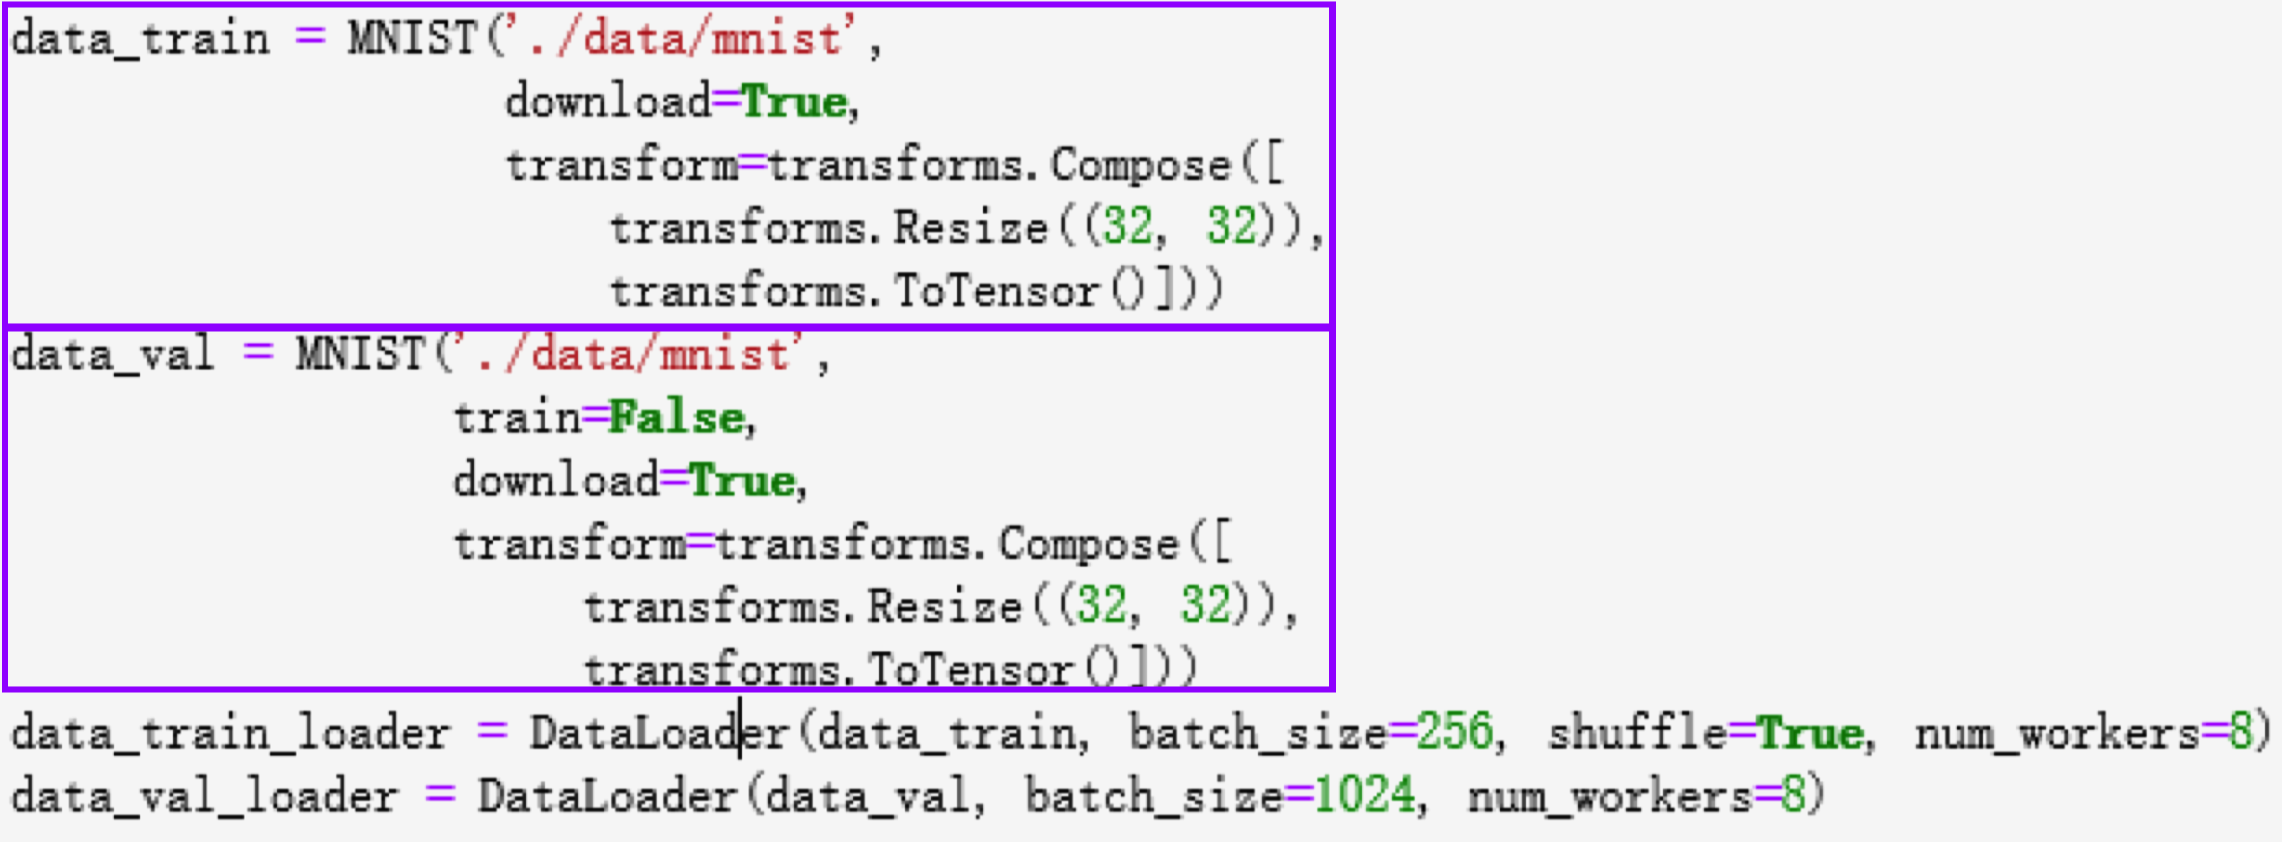 data_train = MNIST('./data/mnist',
download=True,
transform=transforms.Compose([
transforms.Resize((32, 32)),
transforms.ToTensor()]))
data_val = MNIST('./data/mnist',
train=False,
download=True,
transform=transforms.Compose([
transforms.Resize((32, 32)),
transforms.ToTensor()]))
data_train_loader = DataLoader(data_train, batch_size=256, shuffle=True, num_workers=8)
data_val_loader = DataLoader(data_val, batch_size=1024, num_workers=8)